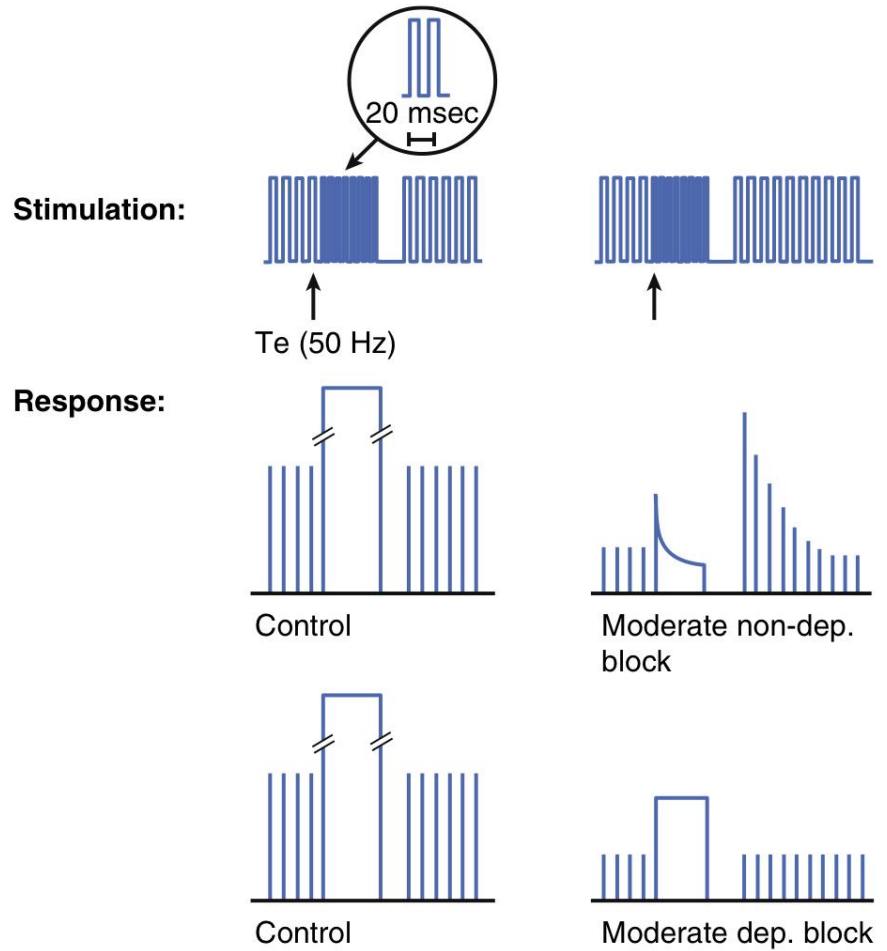 20 msec
Stimulation:
Te (50 Hz)
Response:
Control
Moderate non-dep.
block
Control
Moderate dep. block